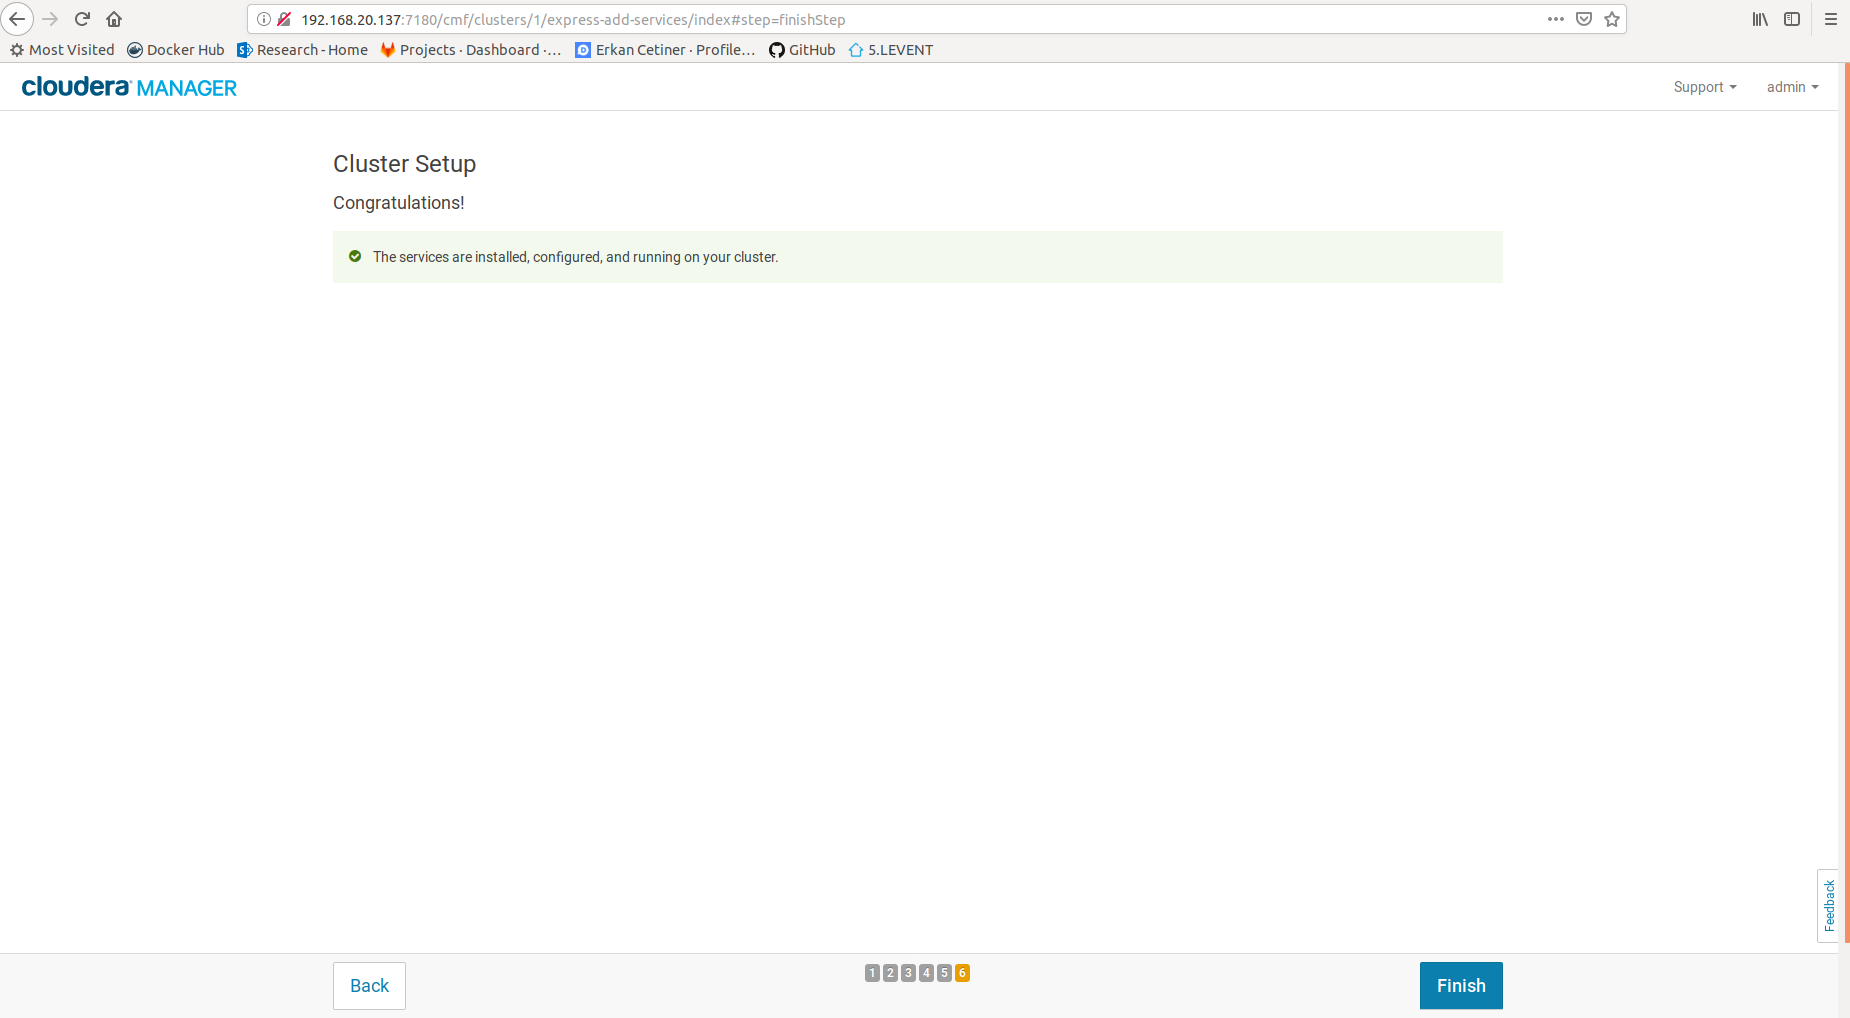 192.168.20.137:7180/cmf/clusters/1/express-add-services/index#step=finishStep
Most Visited Docker Hub Research - Home Projects · Dashboard ·... Erkan Cetiner · Profile... GitHub 5.LEVENT
cloudera MANAGER Support admin
Cluster Setup
Congratulations!
The services are installed, configured, and running on your cluster.
Feedback
Back 1 2 3 4 5 6 Finish